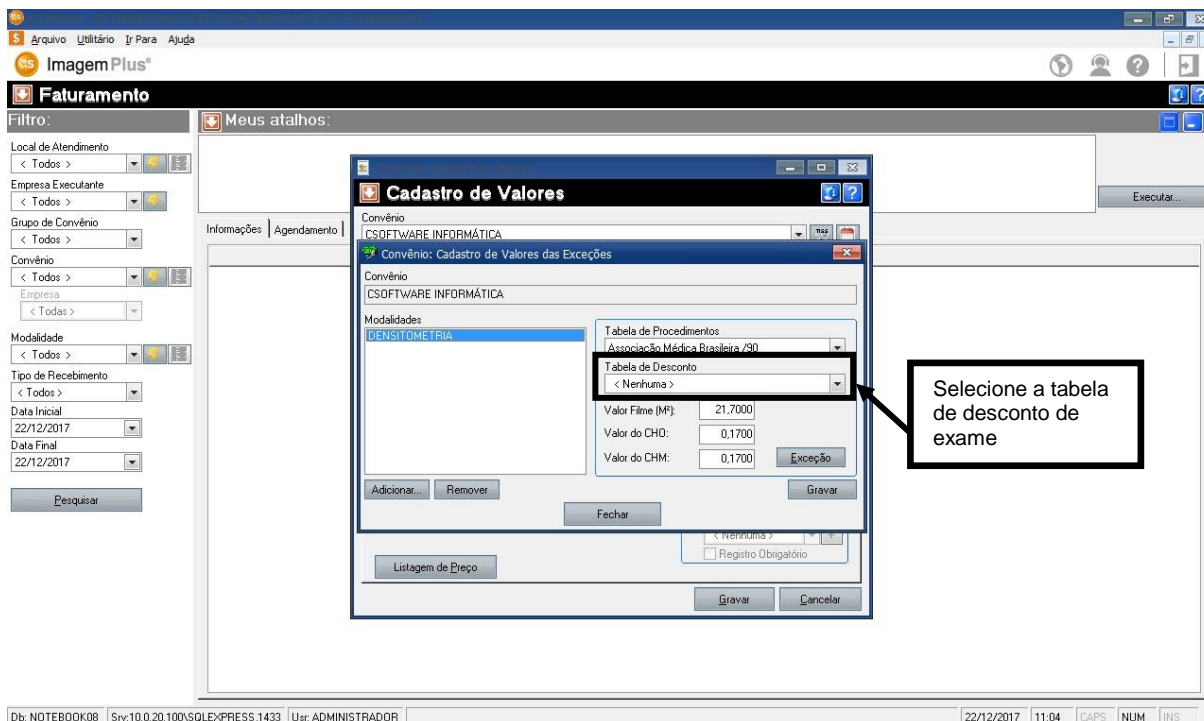 Arquivo Utilitário Ir Para Ajuda
CS ImagemPlus®
Faturamento
Filtro:
Meus atalhos:
Local de Atendimento
< Todos >
Empresa Executante
< Todos >
Grupo de Convênio
< Todos >
Convênio
< Todos >
Empresa
< Todas >
Modalidade
< Todos >
Tipo de Recebimento
< Todos >
Data Inicial
22/12/2017
Data Final
22/12/2017
Pesquisar
Executar...
Informações Agendamento
Cadastro de Valores
Convênio
CSOFTWARE INFORMÁTICA
Convênio: Cadastro de Valores das Exceções
Convênio
CSOFTWARE INFORMÁTICA
Modalidades
DENSITOMETRIA
Tabela de Procedimentos
Associação Médica Brasileira /90
Tabela de Desconto
< Nenhuma >
Valor Filme (M²): 21,7000
Valor do CHO: 0,1700
Valor do CHM: 0,1700
Exceção
Adicionar... Remover
Gravar
Fechar
< Nenhuma >
Registro Obrigatório
Listagem de Preço
Gravar Cancelar
Selecione a tabela
de desconto de
exame
Db: NOTEBOOK08 Srv:10.0.20.100\SQLEXPRESS,1433 Usr: ADMINISTRADOR 22/12/2017 11:04 CAPS NUM INS